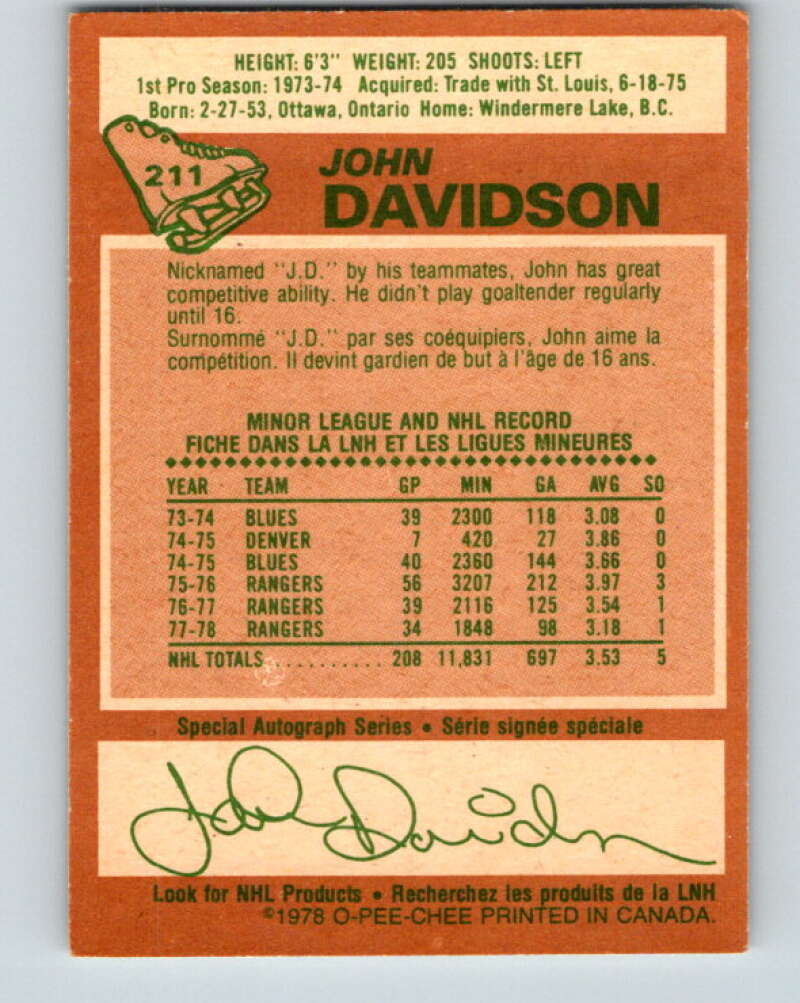 HEIGHT: 6'3" WEIGHT: 205 SHOOTS: LEFT
1st Pro Season: 1973-74 Acquired: Trade with St. Louis, 6-18-75
Born: 2-27-53, Ottawa, Ontario Home: Windermere Lake, B.C.
211
JOHN
DAVIDSON
Nicknamed "J.D." by his teammates, John has great
competitive ability. He didn't play goaltender regularly
until 16.
Surnommé "J.D." par ses coéquipiers, John aime la
compétition. Il devint gardien de but à l'âge de 16 ans.
MINOR LEAGUE AND NHL RECORD
FICHE DANS LA LNH ET LES LIGUES MINEURES
YEAR TEAM GP MIN GA AVG SO
73-74 BLUES 39 2300 118 3.08 0
74-75 DENVER 7 420 27 3.86 0
74-75 BLUES 40 2360 144 3.66 0
75-76 RANGERS 56 3207 212 3.97 3
76-77 RANGERS 39 2116 125 3.54 1
77-78 RANGERS 34 1848 98 3.18 1
NHL TOTALS.......... 208 11,831 697 3.53 5
Special Autograph Series • Série signée spéciale
John Davidson
Look for NHL Products • Recherchez les produits de la LNH
©1978 O-PEE-CHEE PRINTED IN CANADA.